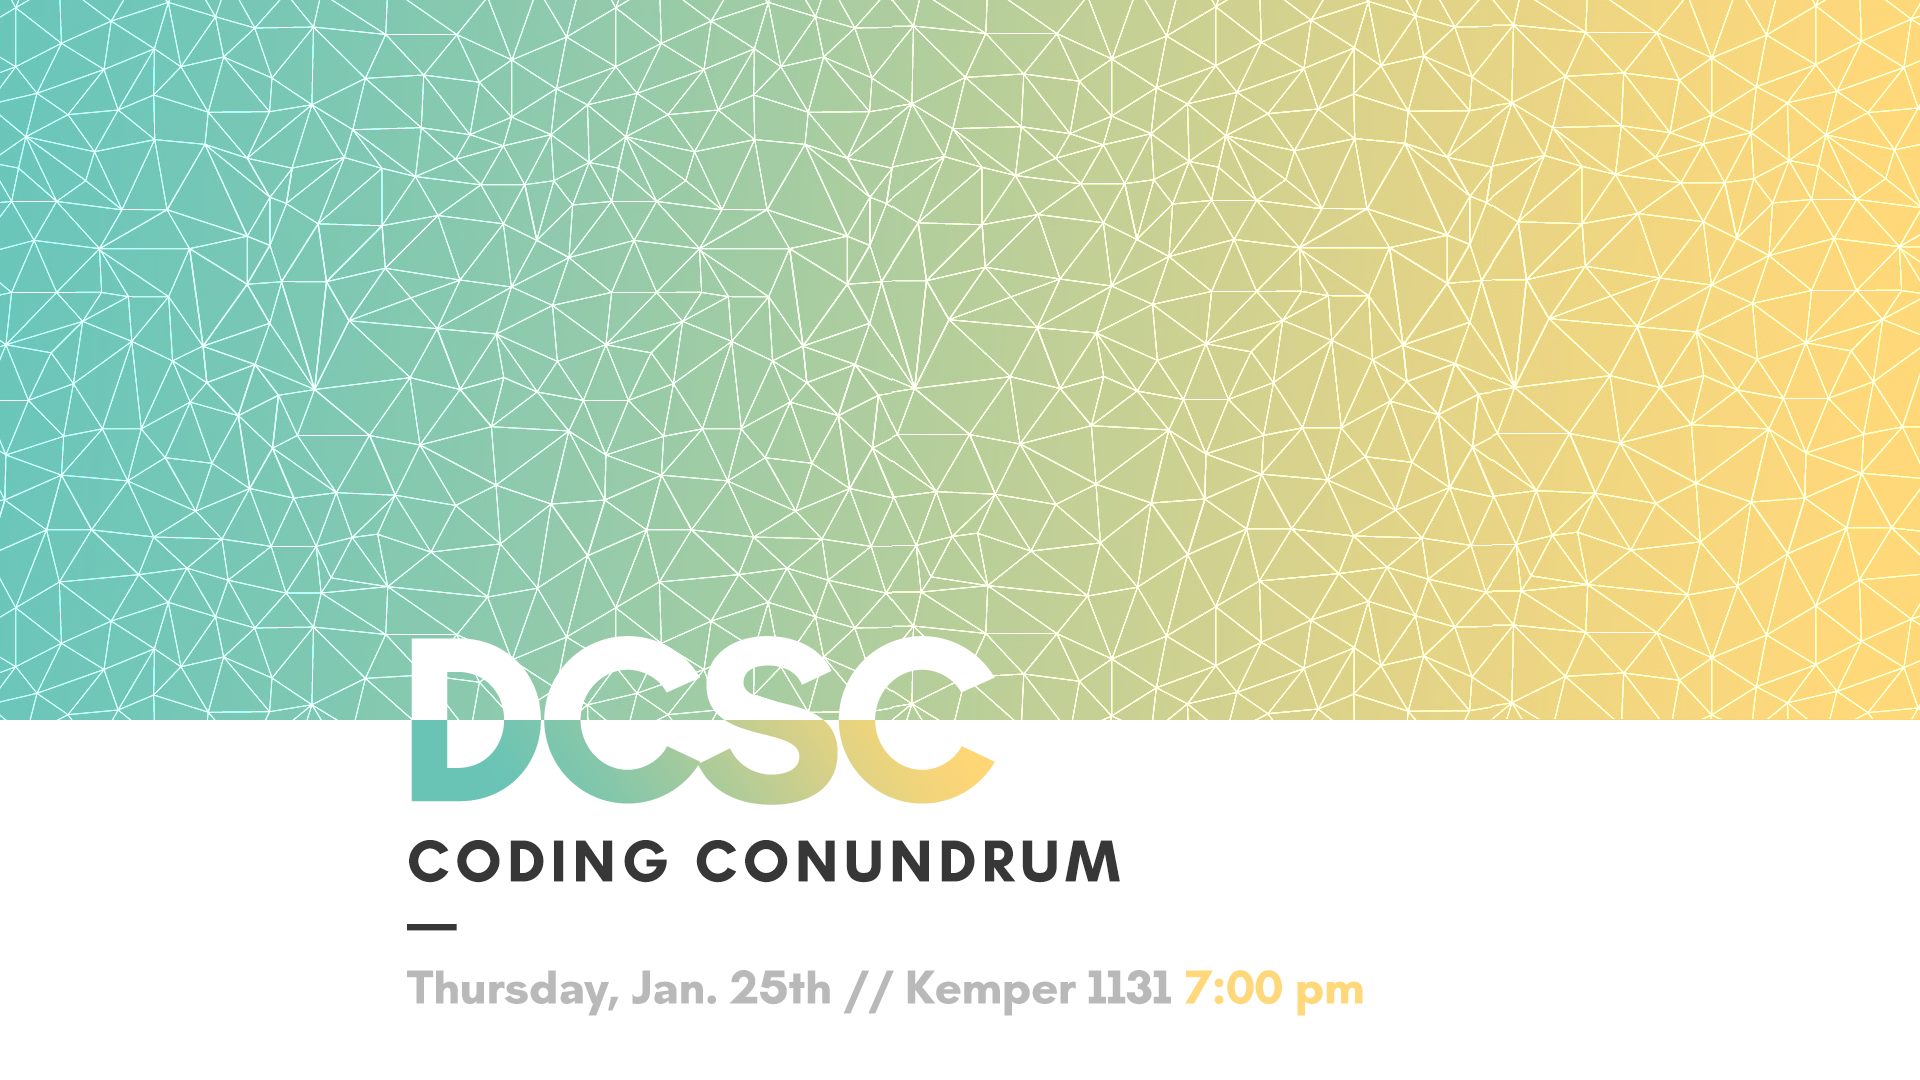 DCSC
CODING CONUNDRUM
Thursday, Jan. 25th // Kemper 1131 7:00 pm